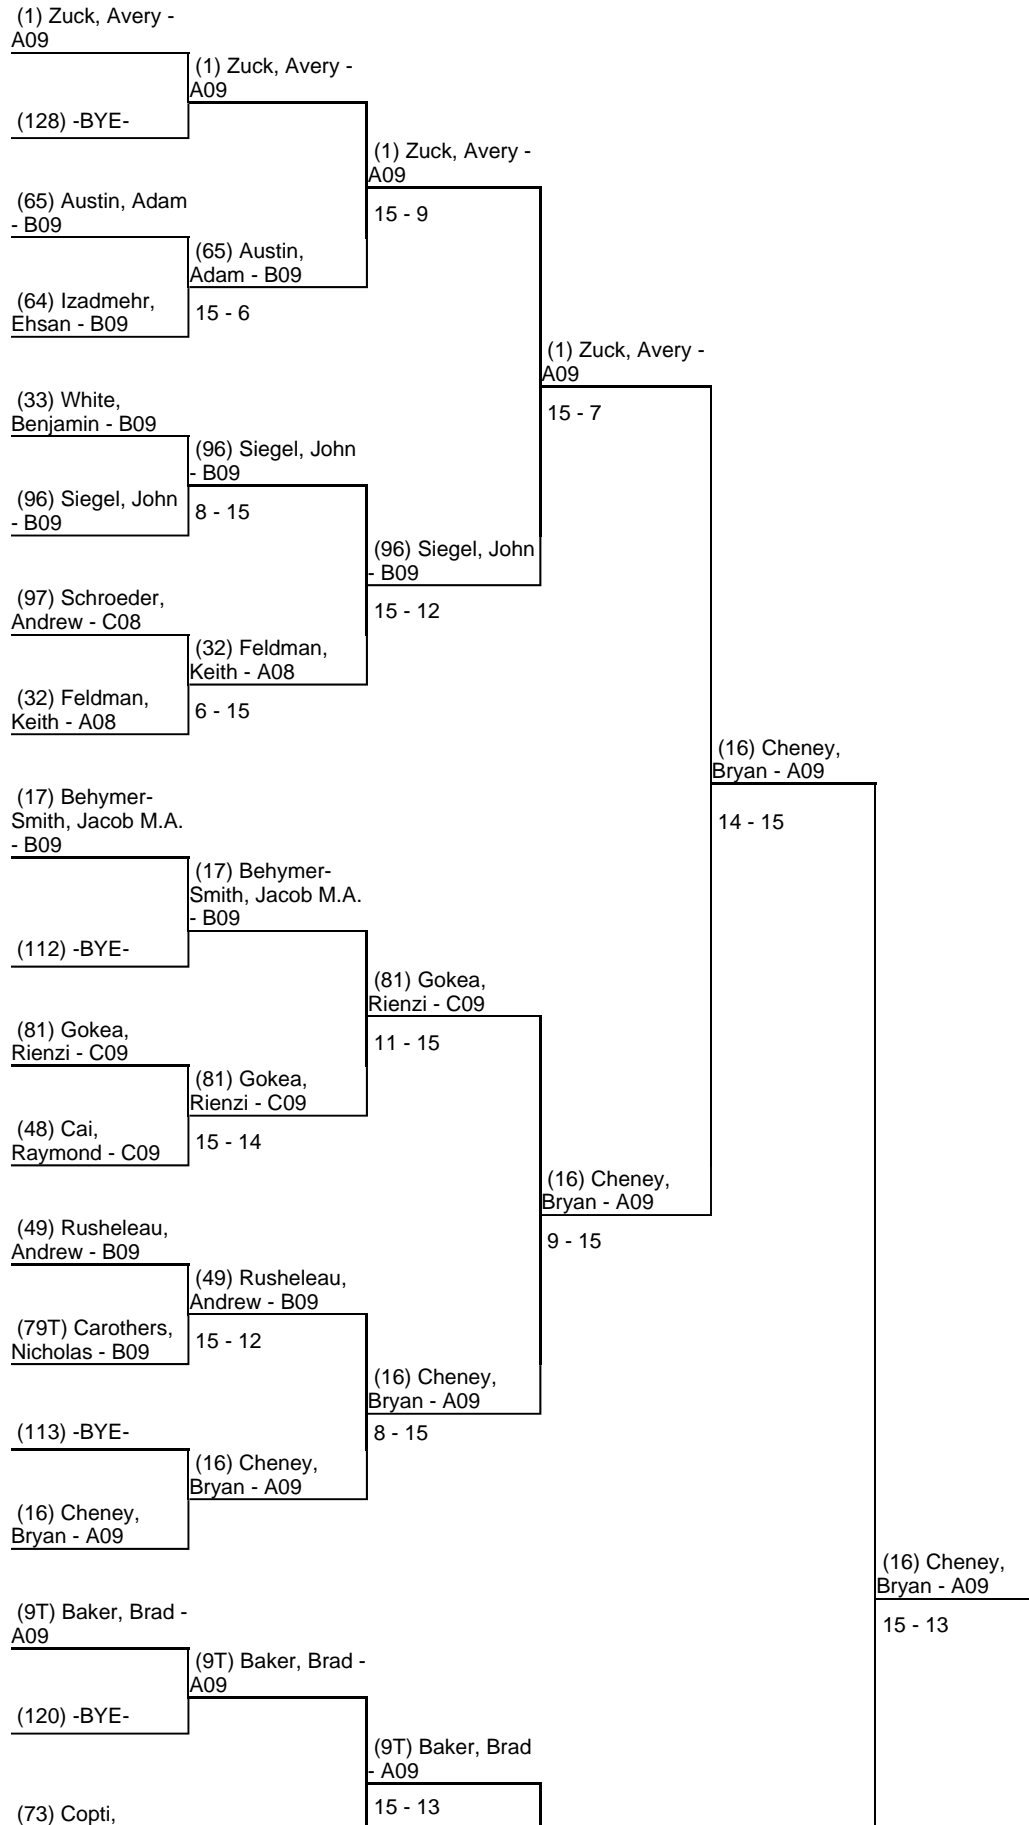 (1) Zuck, Avery -
A09
(1) Zuck, Avery -
A09
(128) -BYE-
(1) Zuck, Avery -
A09
15 - 9
(65) Austin, Adam
- B09
(65) Austin,
Adam - B09
15 - 6
(64) Izadmehr,
Ehsan - B09
(1) Zuck, Avery -
A09
15 - 7
(33) White,
Benjamin - B09
(96) Siegel, John
- B09
8 - 15
(96) Siegel, John
- B09
(96) Siegel, John
- B09
15 - 12
(97) Schroeder,
Andrew - C08
(32) Feldman,
Keith - A08
6 - 15
(32) Feldman,
Keith - A08
(16) Cheney,
Bryan - A09
14 - 15
(17) Behymer-
Smith, Jacob M.A.
- B09
(17) Behymer-
Smith, Jacob M.A.
- B09
(112) -BYE-
(81) Gokea,
Rienzi - C09
11 - 15
(81) Gokea,
Rienzi - C09
(81) Gokea,
Rienzi - C09
15 - 14
(48) Cai,
Raymond - C09
(16) Cheney,
Bryan - A09
9 - 15
(49) Rusheleau,
Andrew - B09
(49) Rusheleau,
Andrew - B09
15 - 12
(79T) Carothers,
Nicholas - B09
(16) Cheney,
Bryan - A09
8 - 15
(113) -BYE-
(16) Cheney,
Bryan - A09
(16) Cheney,
Bryan - A09
(16) Cheney,
Bryan - A09
15 - 13
(9T) Baker, Brad -
A09
(9T) Baker, Brad -
A09
(120) -BYE-
(9T) Baker, Brad
- A09
15 - 13
(73) Copti,